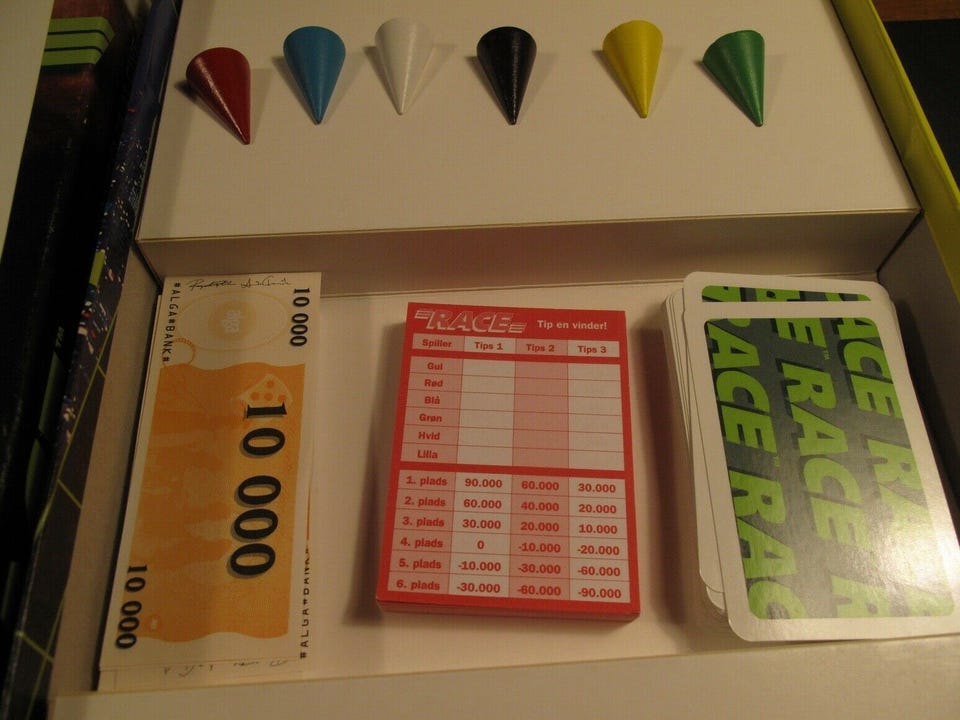 10 000
#ALGA#BANK#
10 000
10 000
RACE Tip en vinder!
Spiller Tips 1 Tips 2 Tips 3
Gul
Rød
Blå
Grøn
Hvid
Lilla
1. plads 90.000 60.000 30.000
2. plads 60.000 40.000 20.000
3. plads 30.000 20.000 10.000
4. plads 0 -10.000 -20.000
5. plads -10.000 -30.000 -60.000
6. plads -30.000 -60.000 -90.000
ACE RA
E RACE R
RACE RAC